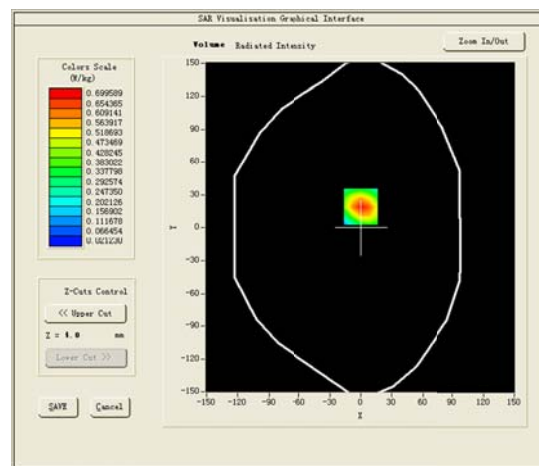 SAR Visualisation Graphical Interface
Volume Radiated Intensity
Zoom In/Out
Colors Scale
(W/kg)
0.699589
0.654365
0.609141
0.563917
0.518693
0.473469
0.428245
0.383022
0.337798
0.292574
0.247350
0.202126
0.156902
0.111678
0.066454
0.021230
Z-Cuts Control
<< Upper Cut
Z = 4.0 mm
Lower Cut >>
SAVE Cancel
150-
120-
90-
60-
30-
Y 0-
-30-
-60-
-90-
-120-
-150-
-150 -120 -90 -60 -30 0 30 60 90 120 150
X